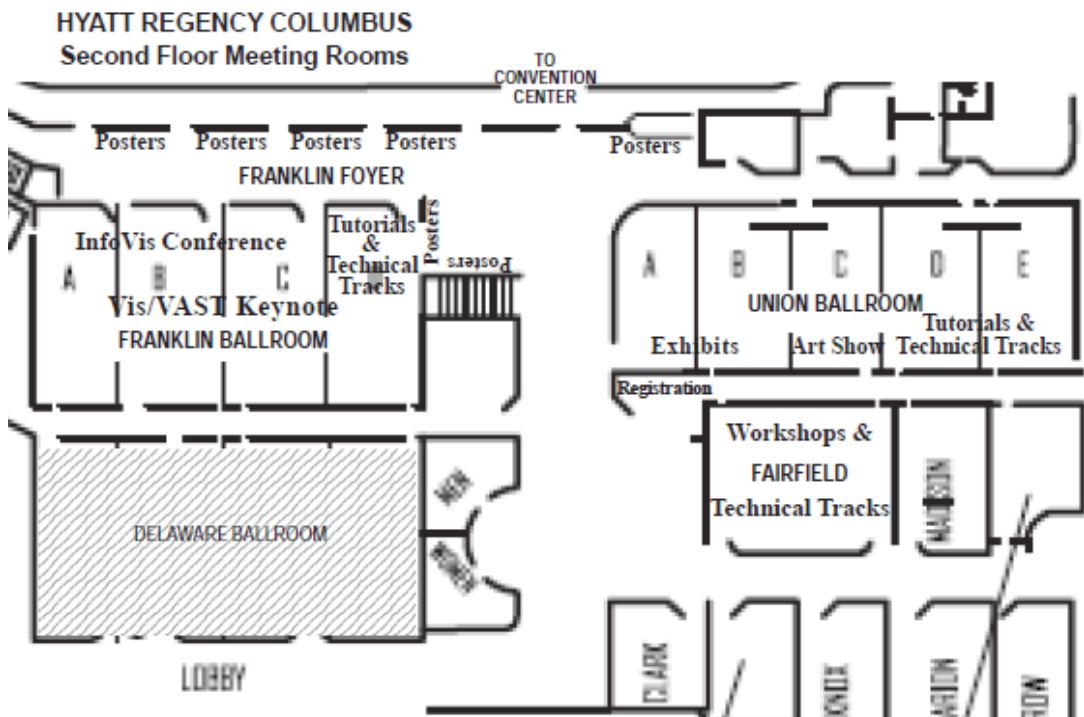 HYATT REGENCY COLUMBUS
Second Floor Meeting Rooms
TO
CONVENTION
CENTER
Posters Posters Posters Posters
Posters
FRANKLIN FOYER
Posters
Posters
InfoVis Conference
Tutorials
&
Technical
Tracks
A B C
Vis/VAST Keynote
FRANKLIN BALLROOM
A B C D E
UNION BALLROOM
Exhibits
Art Show
Tutorials &
Technical Tracks
Registration
Workshops &
FAIRFIELD
Technical Tracks
MADISON
MEN
WOMEN
DELAWARE BALLROOM
LOBBY
CLARK
KNOX
ARION
ROW